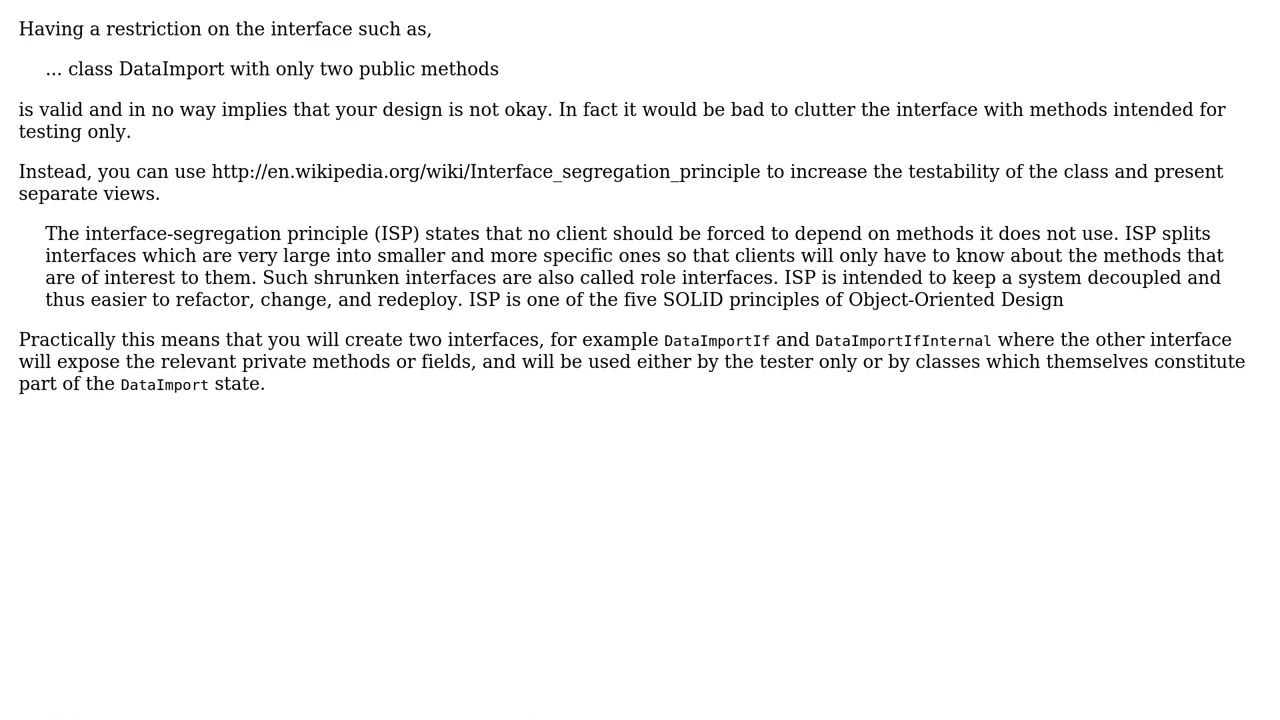 Having a restriction on the interface such as,
... class DataImport with only two public methods
is valid and in no way implies that your design is not okay. In fact it would be bad to clutter the interface with methods intended for
testing only.
Instead, you can use http://en.wikipedia.org/wiki/Interface_segregation_principle to increase the testability of the class and present
separate views.
The interface-segregation principle (ISP) states that no client should be forced to depend on methods it does not use. ISP splits
interfaces which are very large into smaller and more specific ones so that clients will only have to know about the methods that
are of interest to them. Such shrunken interfaces are also called role interfaces. ISP is intended to keep a system decoupled and
thus easier to refactor, change, and redeploy. ISP is one of the five SOLID principles of Object-Oriented Design
Practically this means that you will create two interfaces, for example DataImportIf and DataImportIfInternal where the other interface
will expose the relevant private methods or fields, and will be used either by the tester only or by classes which themselves constitute
part of the DataImport state.